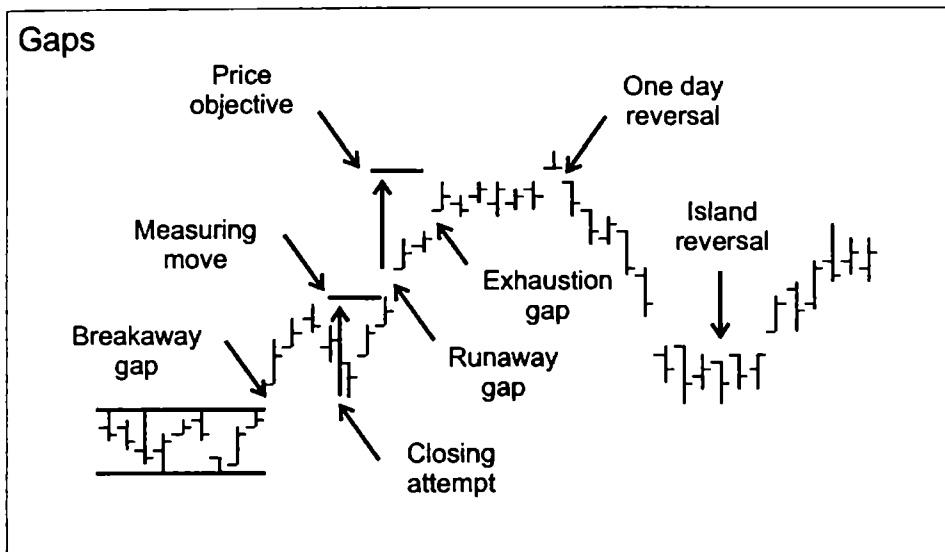 Gaps
Price
objective
One day
reversal
Measuring
move
Island
reversal
Exhaustion
gap
Breakaway
gap
Runaway
gap
Closing
attempt